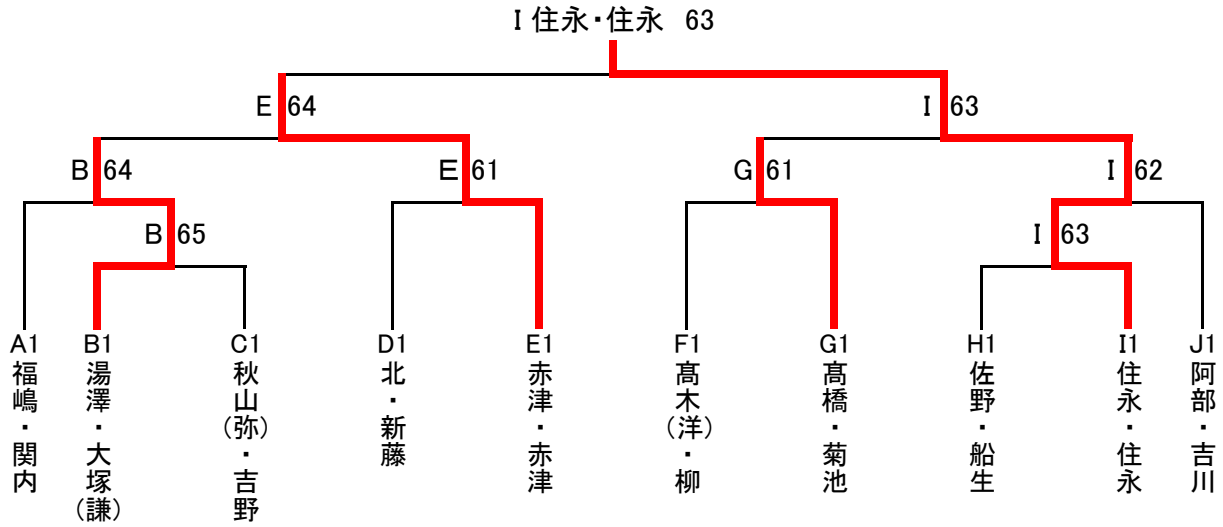 I 住永・住永 63
E 64
I 63
B 64
E 61
G 61
I 62
B 65
I 63
A1
福嶋・関内
B1
湯澤・大塚(謙)
C1
秋山(弥)・吉野
D1
北・新藤
E1
赤津・赤津
F1
髙木(洋)・柳
G1
髙橋・菊池
H1
佐野・船生
I1
住永・住永
J1
阿部・吉川